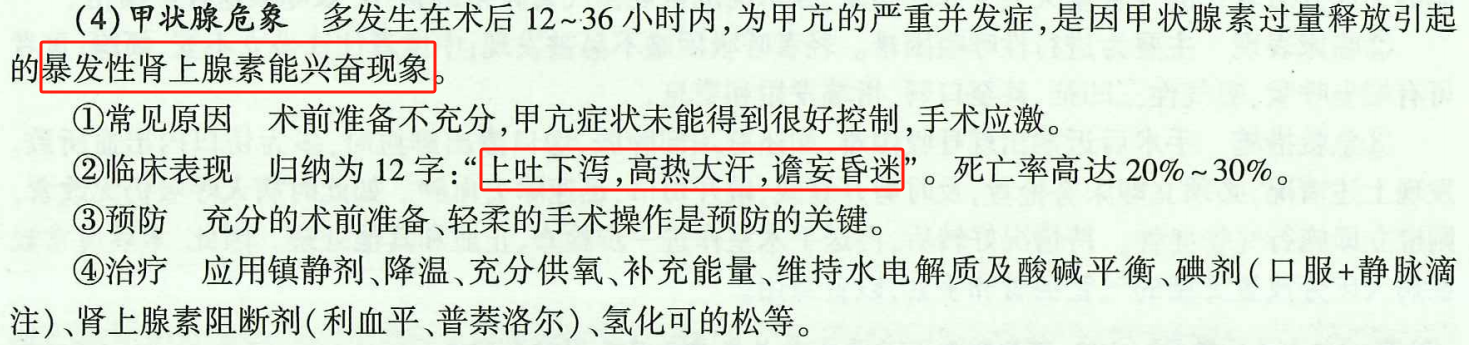 (4)甲状腺危象 多发生在术后12~36小时内,为甲亢的严重并发症,是因甲状腺素过量释放引起
的暴发性肾上腺素能兴奋现象。
①常见原因 术前准备不充分,甲亢症状未能得到很好控制,手术应激。
②临床表现 归纳为12字:“上吐下泻,高热大汗,谵妄昏迷”。死亡率高达20%~30%。
③预防 充分的术前准备、轻柔的手术操作是预防的关键。
④治疗 应用镇静剂、降温、充分供氧、补充能量、维持水电解质及酸碱平衡、碘剂(口服+静脉滴
注)、肾上腺素阻断剂(利血平、普萘洛尔)、氢化可的松等。